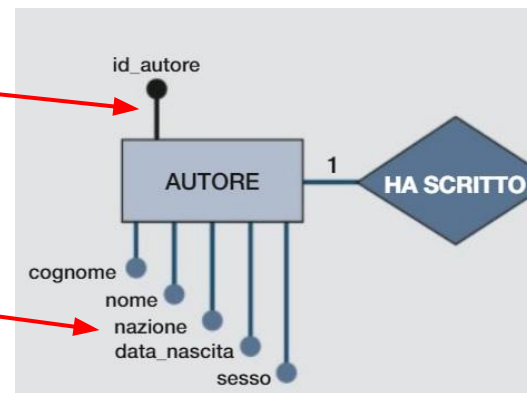 id_autore
AUTORE
1
HA SCRITTO
cognome
nome
nazione
data_nascita
sesso